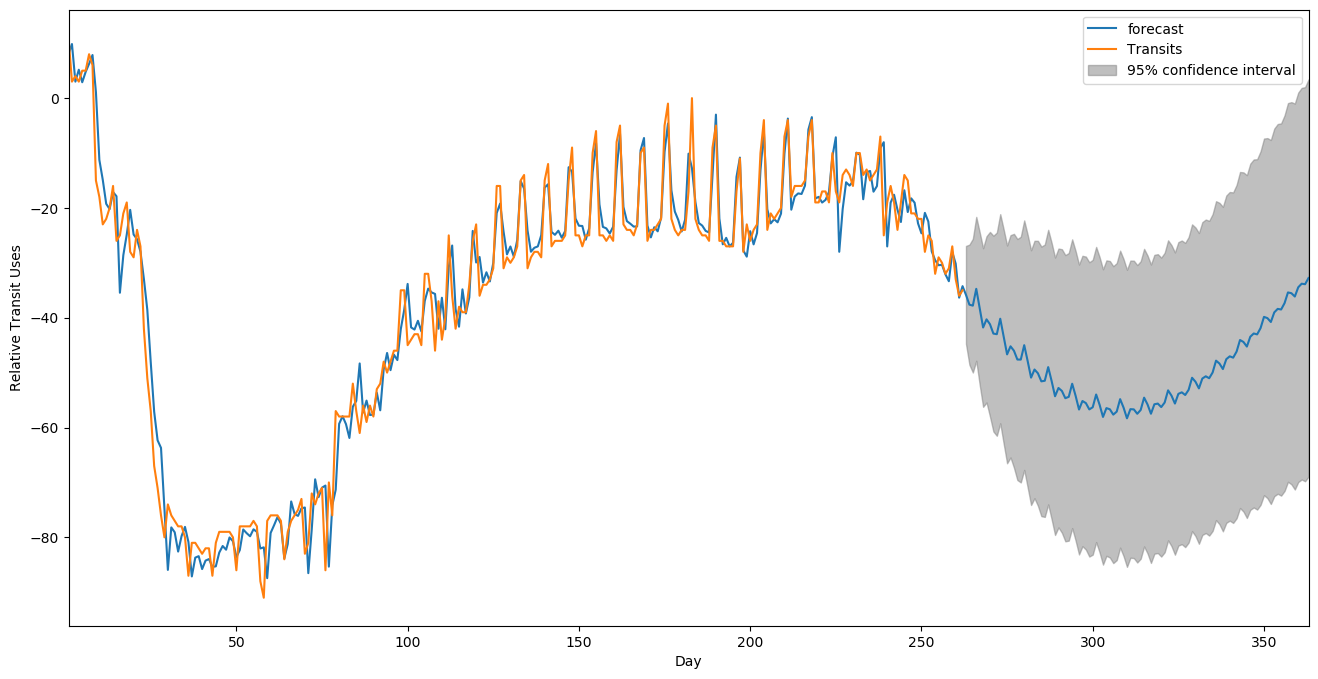 forecast
Transits
95% confidence interval
0
−20
−40
−60
−80
Relative Transit Uses
50
100
150
200
250
300
350
Day